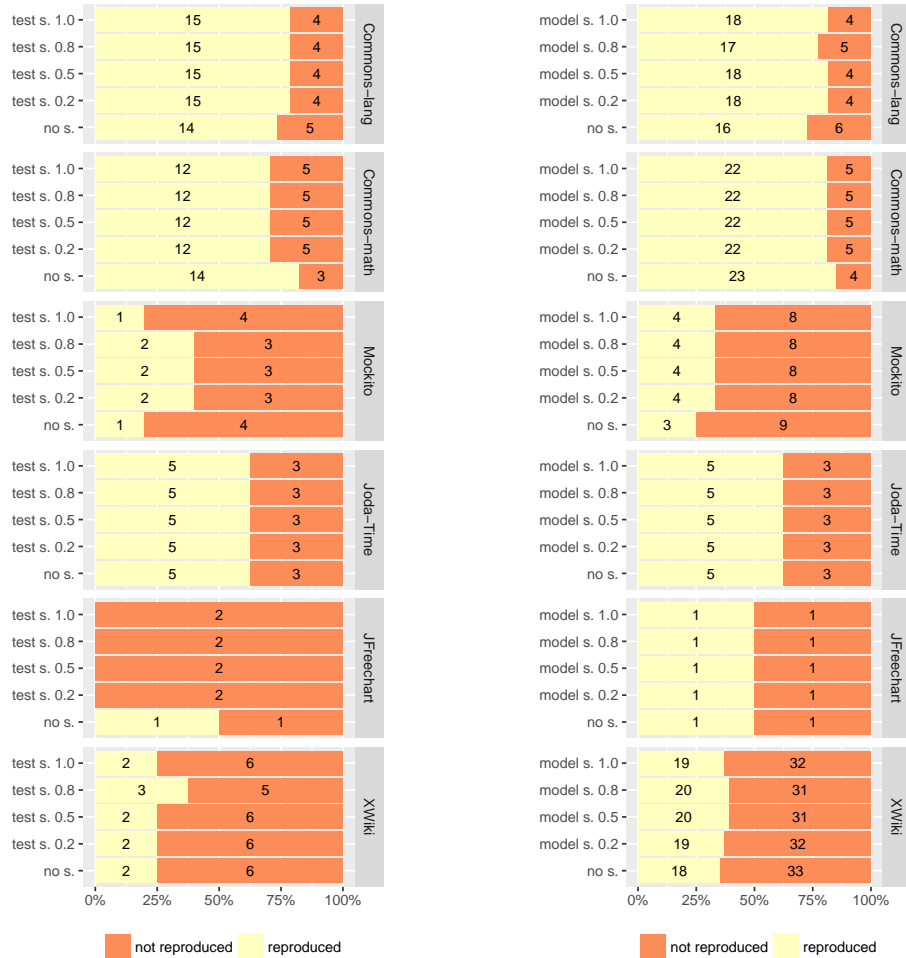 test s. 1.0 15 4
test s. 0.8 15 4
test s. 0.5 15 4
test s. 0.2 15 4
no s. 14 5
Commons-lang
test s. 1.0 12 5
test s. 0.8 12 5
test s. 0.5 12 5
test s. 0.2 12 5
no s. 14 3
Commons-math
test s. 1.0 1 4
test s. 0.8 2 3
test s. 0.5 2 3
test s. 0.2 2 3
no s. 1 4
Mockito
test s. 1.0 5 3
test s. 0.8 5 3
test s. 0.5 5 3
test s. 0.2 5 3
no s. 5 3
Joda-Time
test s. 1.0 2
test s. 0.8 2
test s. 0.5 2
test s. 0.2 2
no s. 1 1
JFreechart
test s. 1.0 2 6
test s. 0.8 3 5
test s. 0.5 2 6
test s. 0.2 2 6
no s. 2 6
XWiki
0% 25% 50% 75% 100%
not reproduced reproduced
model s. 1.0 18 4
model s. 0.8 17 5
model s. 0.5 18 4
model s. 0.2 18 4
no s. 16 6
Commons-lang
model s. 1.0 22 5
model s. 0.8 22 5
model s. 0.5 22 5
model s. 0.2 22 5
no s. 23 4
Commons-math
model s. 1.0 4 8
model s. 0.8 4 8
model s. 0.5 4 8
model s. 0.2 4 8
no s. 3 9
Mockito
model s. 1.0 5 3
model s. 0.8 5 3
model s. 0.5 5 3
model s. 0.2 5 3
no s. 5 3
Joda-Time
model s. 1.0 1 1
model s. 0.8 1 1
model s. 0.5 1 1
model s. 0.2 1 1
no s. 1 1
JFreechart
model s. 1.0 19 32
model s. 0.8 20 31
model s. 0.5 20 31
model s. 0.2 19 32
no s. 18 33
XWiki
0% 25% 50% 75% 100%
not reproduced reproduced